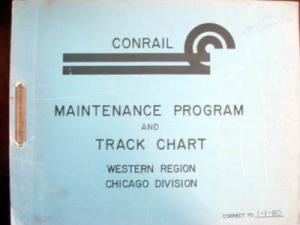 CONRAIL
MAINTENANCE PROGRAM
AND
TRACK CHART
WESTERN REGION
CHICAGO DIVISION
CORRECT TO 1-1-80